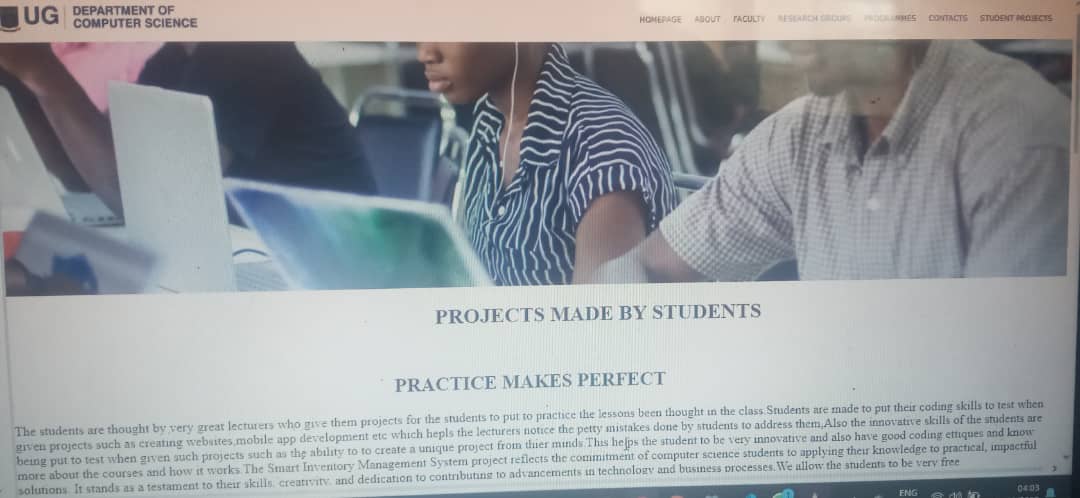 UG
DEPARTMENT OF
COMPUTER SCIENCE
HOMEPAGE ABOUT FACULTY RESEARCH GROUPS PROGRAMMES CONTACTS STUDENT PROJECTS
PROJECTS MADE BY STUDENTS
PRACTICE MAKES PERFECT
The students are thought by very great lecturers who give them projects for the students to put to practice the lessons been thought in the class.Students are made to put their coding skills to test when
given projects such as creating websites,mobile app development etc which hepls the lecturers notice the petty mistakes done by students to address them,Also the innovative skills of the students are
being put to test when given such projects such as the ability to to create a unique project from thier minds.This helps the student to be very innovative and also have good coding ettiques and know
more about the courses and how it works.The Smart Inventory Management System project reflects the commitment of computer science students to applying their knowledge to practical, impactful
solutions. It stands as a testament to their skills, creativity, and dedication to contributing to advancements in technology and business processes.We allow the students to be very free
ENG
04:03